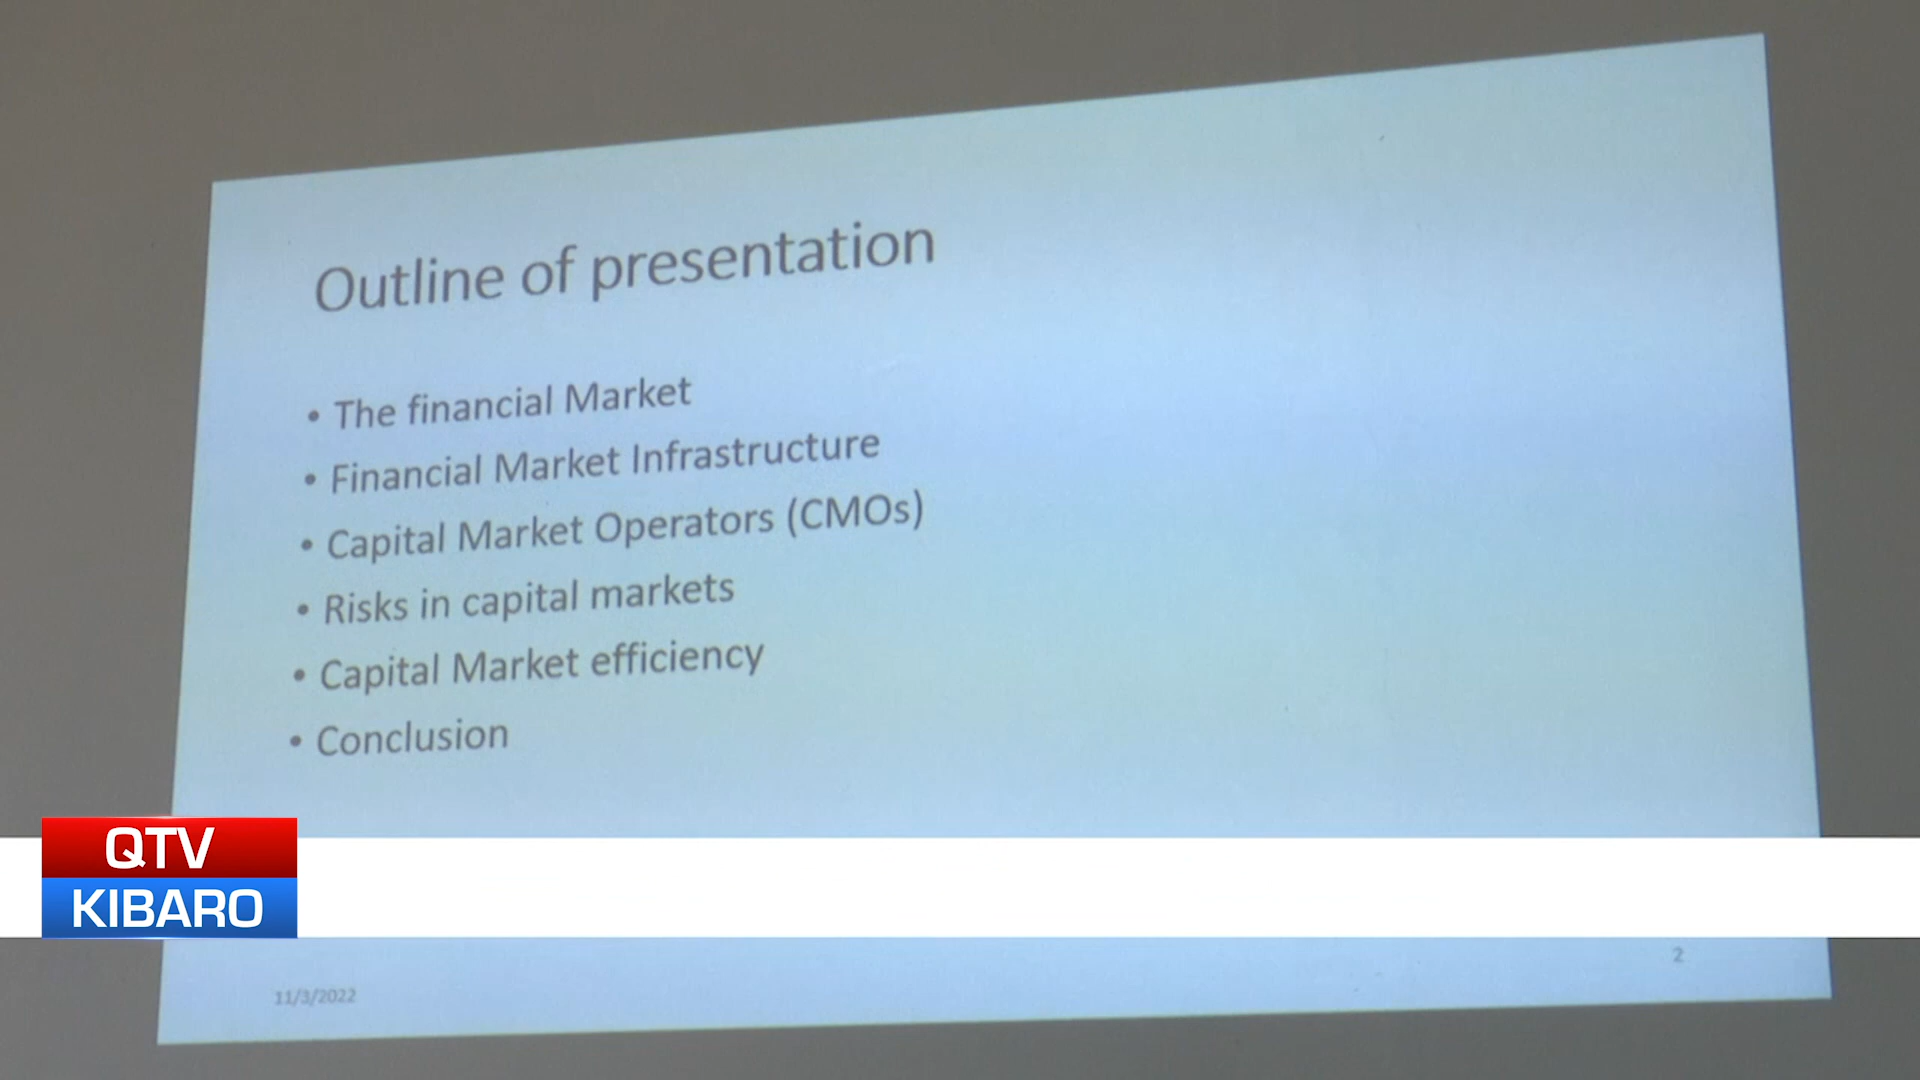 Outline of presentation
• The financial Market
• Financial Market Infrastructure
• Capital Market Operators (CMOs)
• Risks in capital markets
• Capital Market efficiency
• Conclusion
QTV
KIBARO
2
11/3/2022